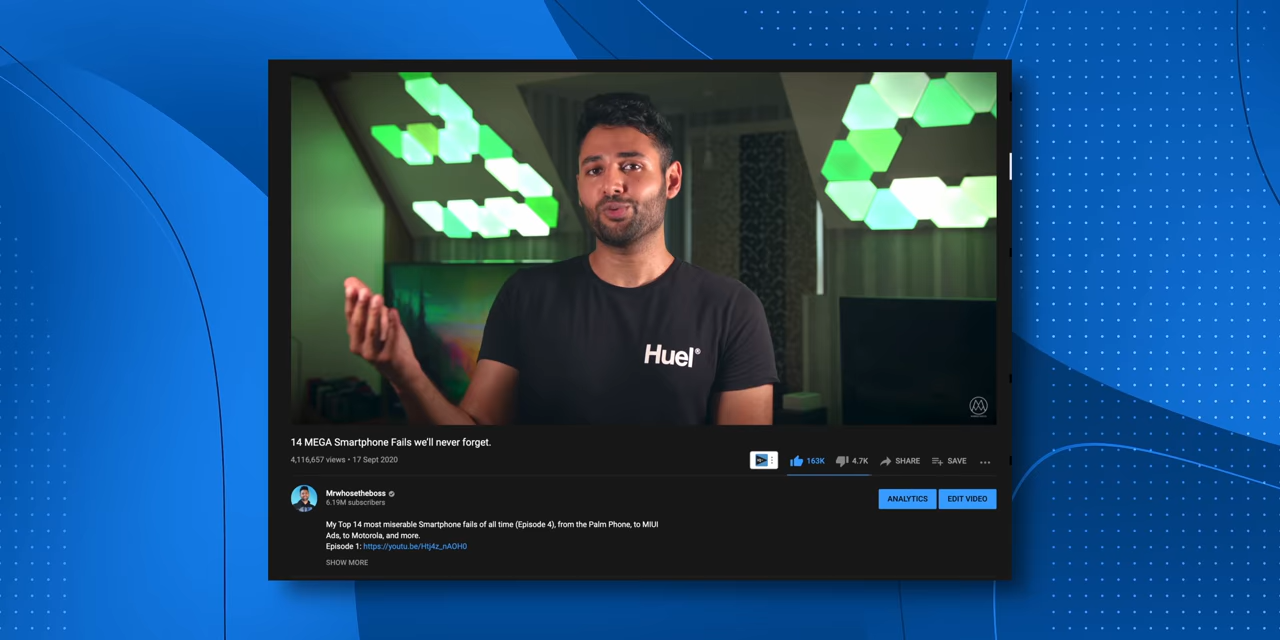 Huel®
14 MEGA Smartphone Fails we'll never forget.
4,116,657 views • 17 Sept 2020
163K 4.7K SHARE SAVE ...
Mrwhosetheboss
6.19M subscribers
ANALYTICS EDIT VIDEO
My Top 14 most miserable Smartphone fails of all time (Episode 4), from the Palm Phone, to MIUI
Ads, to Motorola, and more.
Episode 1: https://youtu.be/Htj4z_nAOH0
SHOW MORE